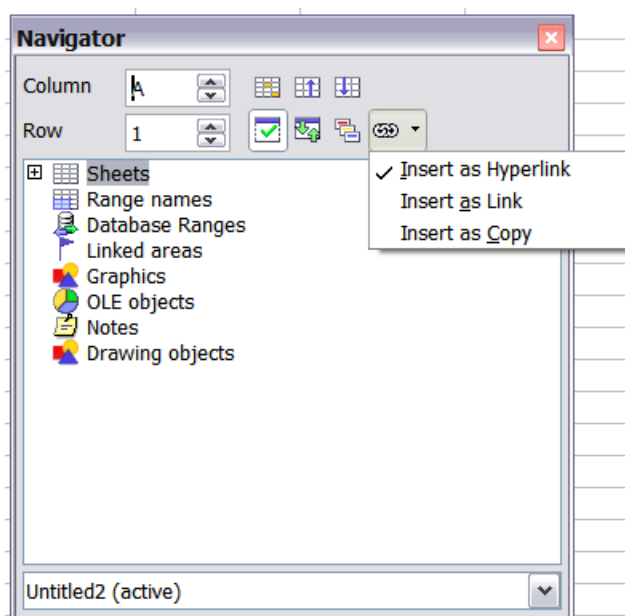 Navigator
Column A
Row 1
Insert as Hyperlink
Insert as Link
Insert as Copy
Sheets
Range names
Database Ranges
Linked areas
Graphics
OLE objects
Notes
Drawing objects
Untitled2 (active)